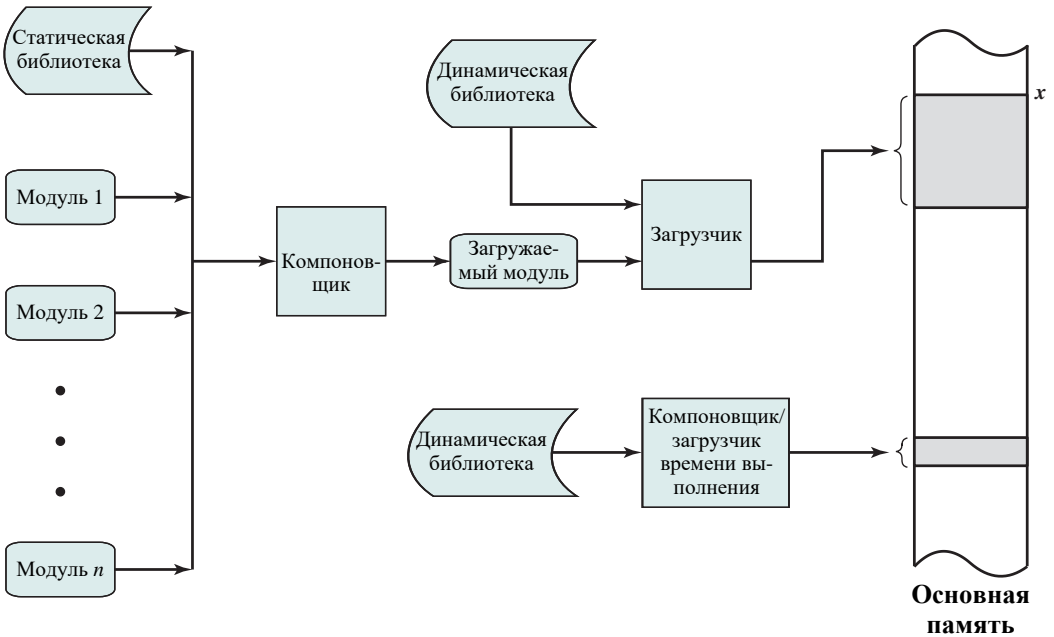 Статическая
библиотека
Динамическая
библиотека
x
Модуль 1
Загрузчик
Компонов-
щик
Загружае-
мый модуль
Модуль 2
Динамическая
библиотека
Компоновщик/
загрузчик
времени вы-
полнения
Модуль n
Основная
память